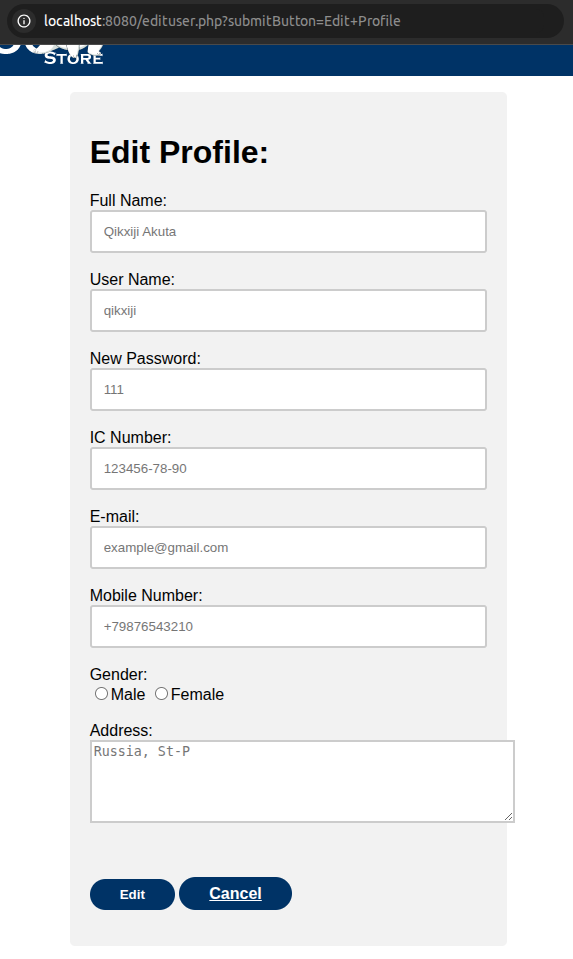 localhost:8080/edituser.php?submitButton=Edit+Profile
STORE
Edit Profile:
Full Name:
Qikxiji Akuta
User Name:
qikxiji
New Password:
111
IC Number:
123456-78-90
E-mail:
example@gmail.com
Mobile Number:
+79876543210
Gender:
Male Female
Address:
Russia, St-P
Edit Cancel